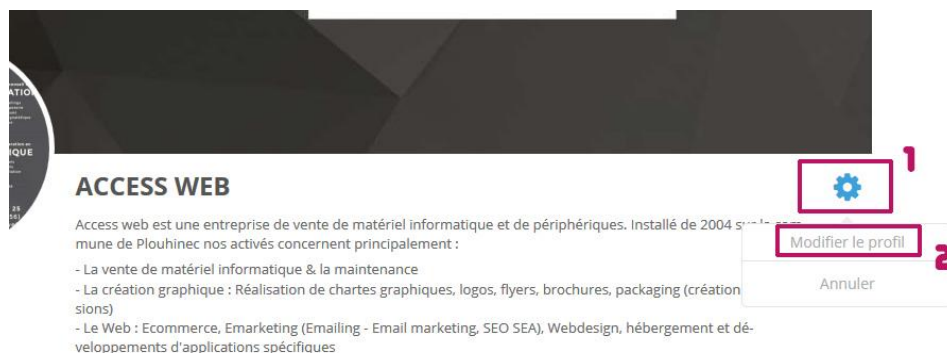 ATIO
IQUE
25
56)
1
ACCESS WEB
Access web est une entreprise de vente de matériel informatique et de périphériques. Installé de 2004 sur la com
mune de Plouhinec nos activés concernent principalement :
Modifier le profil
2
- La vente de matériel informatique & la maintenance
Annuler
- La création graphique : Réalisation de chartes graphiques, logos, flyers, brochures, packaging (création
sions)
- Le Web : Ecommerce, Emarketing (Emailing - Email marketing, SEO SEA), Webdesign, hébergement et dé-
veloppements d'applications spécifiques